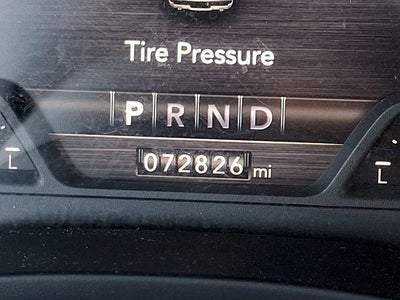 Tire Pressure
P R N D
072826 mi
L L